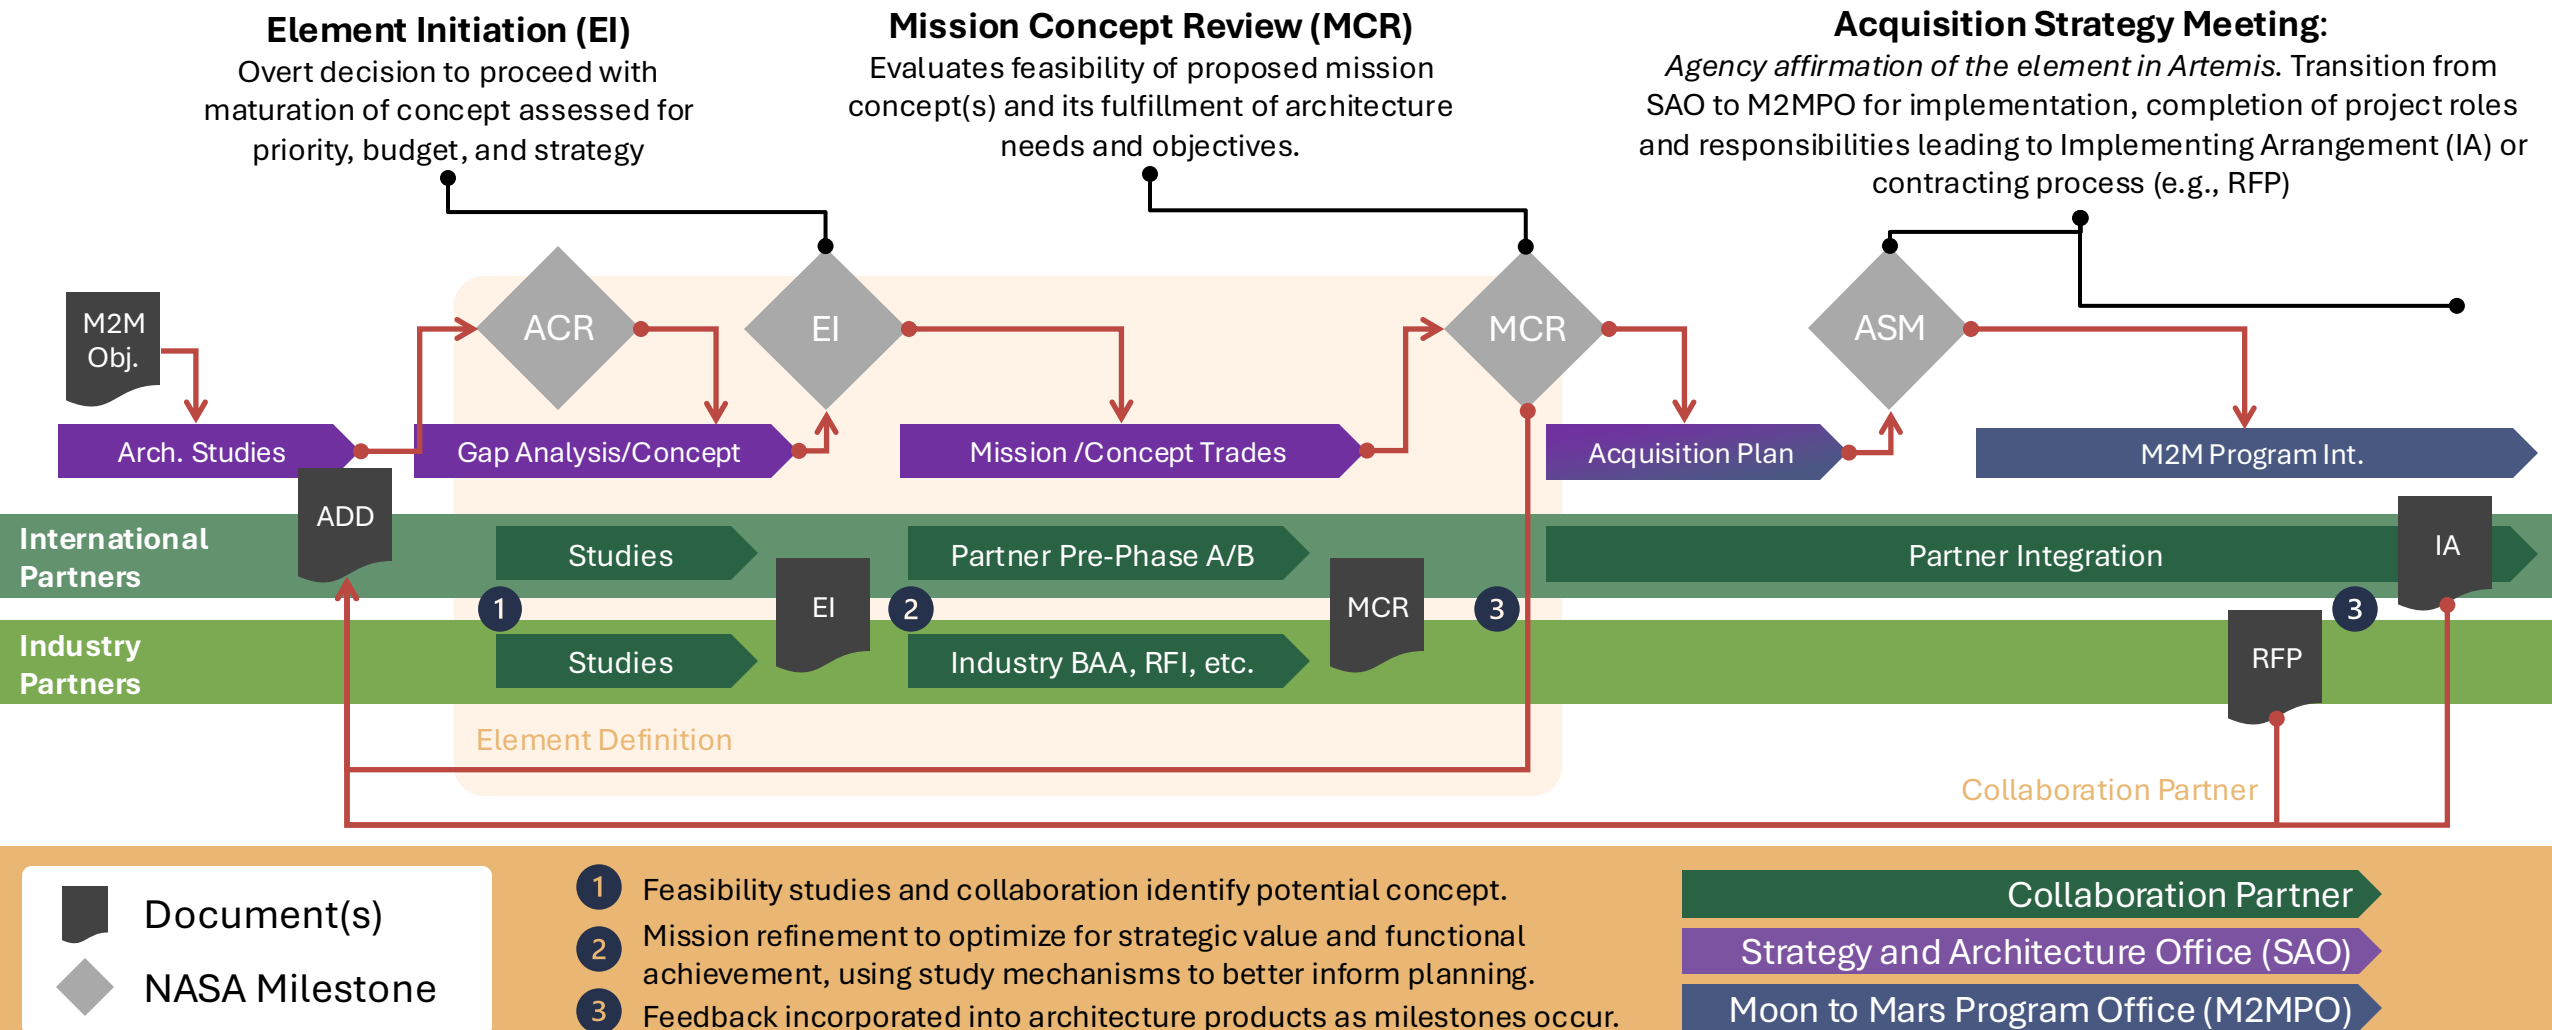 Element Initiation (EI)
Overt decision to proceed with
maturation of concept assessed for
priority, budget, and strategy
Mission Concept Review (MCR)
Evaluates feasibility of proposed mission
concept(s) and its fulfillment of architecture
needs and objectives.
Acquisition Strategy Meeting:
Agency affirmation of the element in Artemis. Transition from
SAO to M2MPO for implementation, completion of project roles
and responsibilities leading to Implementing Arrangement (IA) or
contracting process (e.g., RFP)
M2M
Obj.
ACR
EI
MCR
ASM
Arch. Studies
Gap Analysis/Concept
Mission /Concept Trades
Acquisition Plan
M2M Program Int.
International
Partners
ADD
Studies
Partner Pre-Phase A/B
Partner Integration
IA
1
EI
2
MCR
3
3
Industry
Partners
Studies
Industry BAA, RFI, etc.
RFP
Element Definition
Collaboration Partner
Document(s)
NASA Milestone
1
Feasibility studies and collaboration identify potential concept.
2
Mission refinement to optimize for strategic value and functional
achievement, using study mechanisms to better inform planning.
3
Feedback incorporated into architecture products as milestones occur.
Collaboration Partner
Strategy and Architecture Office (SAO)
Moon to Mars Program Office (M2MPO)